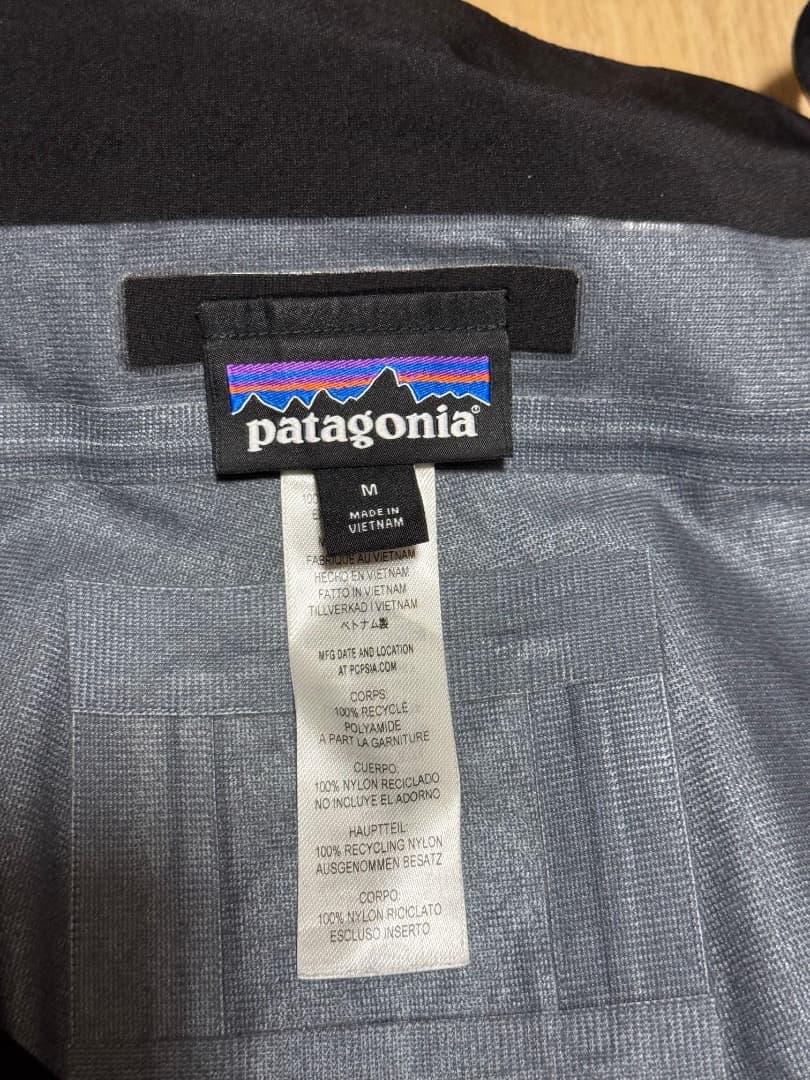 patagonia®
M
MADE IN
VIETNAM
FABRIQUÉ AU VIETNAM
HECHO EN VIETNAM
FATTO IN VIETNAM
TILLVERKAD I VIETNAM
ベトナム製
MFG DATE AND LOCATION
AT PCPSIA.COM
CORPS:
100% RECYCLÉ
POLYAMIDE
A PART LA GARNITURE
CUERPO:
100% NYLON RECICLADO
NO INCLUYE EL ADORNO
HAUPTTEIL:
100% RECYCLING NYLON
AUSGENOMMEN BESATZ
CORPO:
100% NYLON RICICLATO
ESCLUSO INSERTO